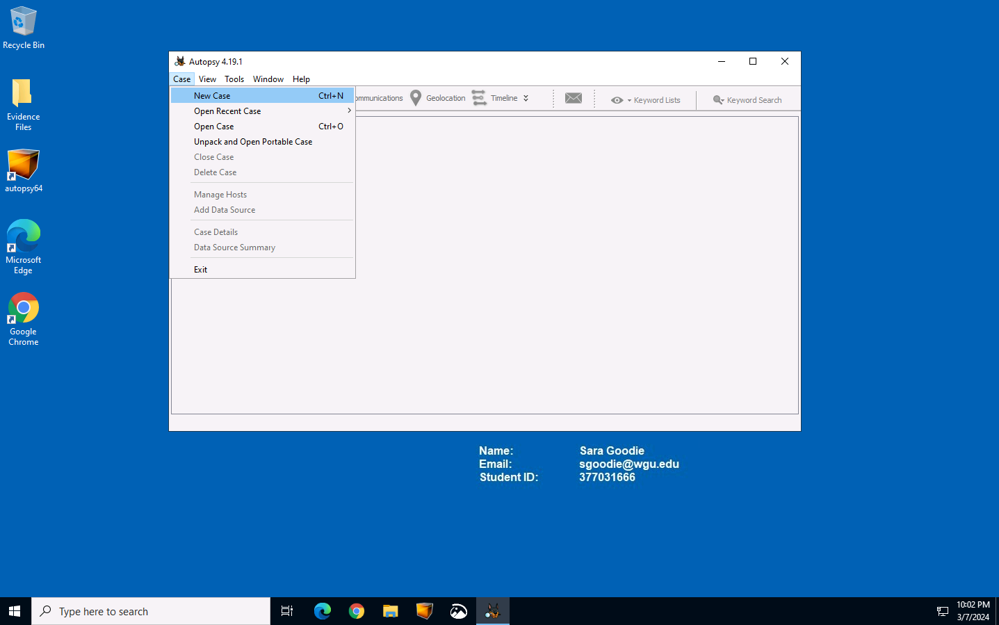 Recycle Bin
Evidence
Files
autopsy64
Microsoft
Edge
Google
Chrome
Autopsy 4.19.1
Case View Tools Window Help
ommunications Geolocation Timeline Keyword Lists Keyword Search
New Case Ctrl+N
Open Recent Case
Open Case Ctrl+O
Unpack and Open Portable Case
Close Case
Delete Case
Manage Hosts
Add Data Source
Case Details
Data Source Summary
Exit
Name: Sara Goodie
Email: sgoodie@wgu.edu
Student ID: 377031666
Type here to search
10:02 PM
3/7/2024